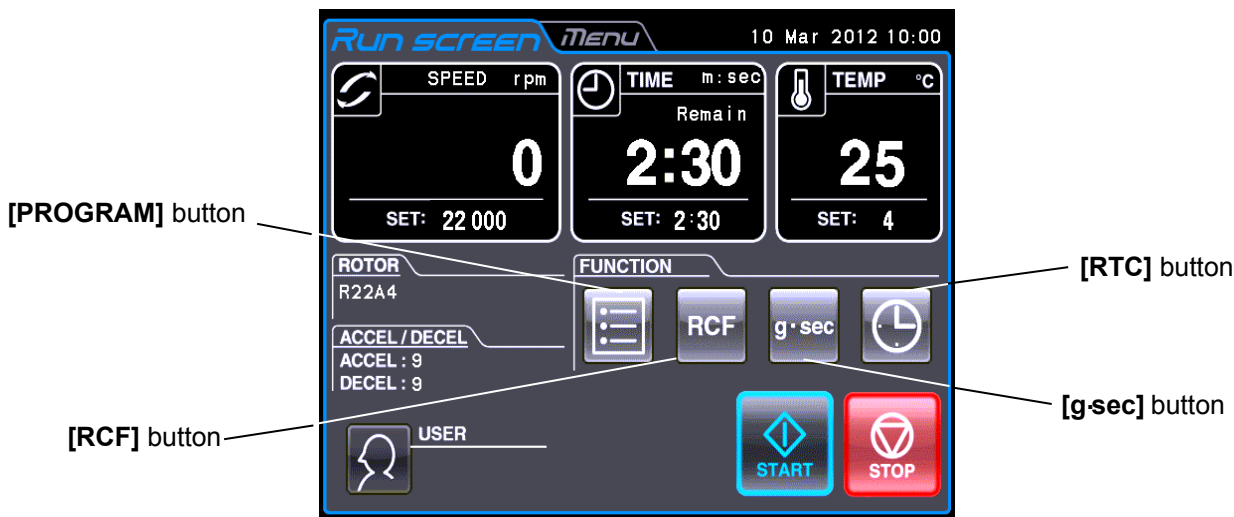 Run screen Menu 10 Mar 2012 10:00
SPEED rpm
0
SET: 22 000
TIME m:sec
Remain
2:30
SET: 2:30
TEMP °C
25
SET: 4
[PROGRAM] button
ROTOR
R22A4
FUNCTION
RCF
g·sec
[RTC] button
ACCEL / DECEL
ACCEL : 9
DECEL : 9
[g·sec] button
[RCF] button
USER
START
STOP